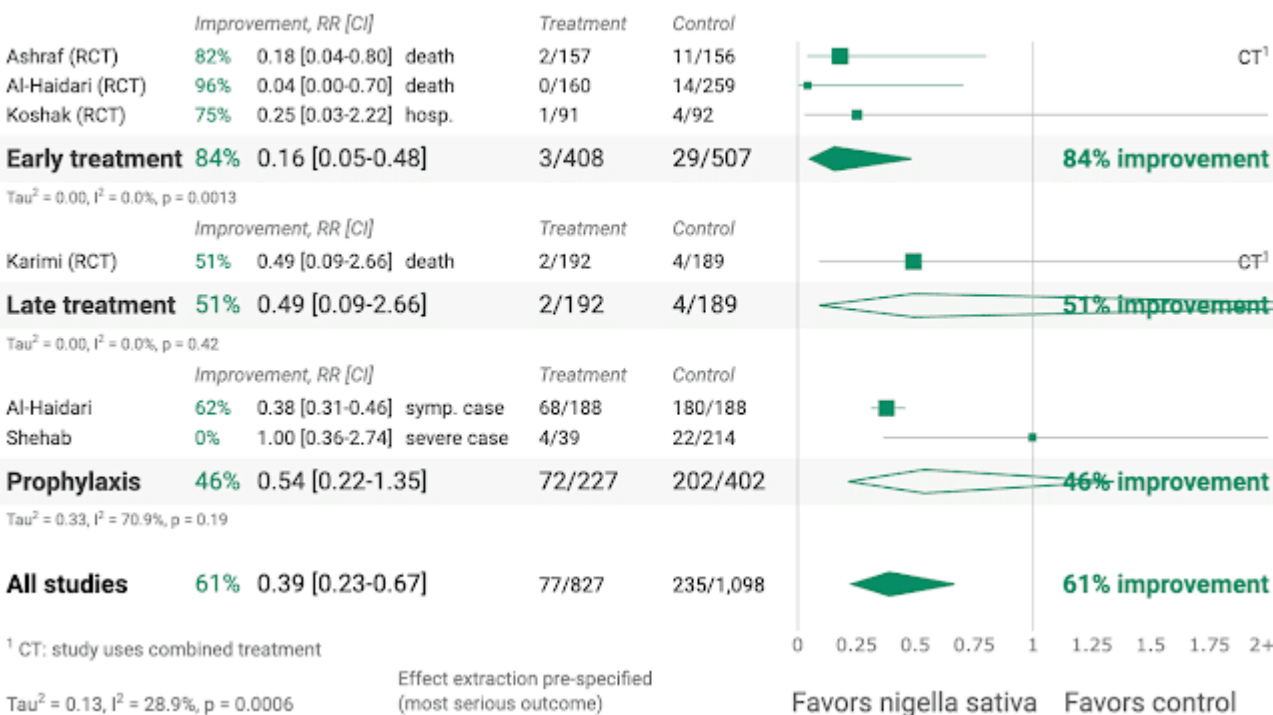 Improvement, RR [CI] Treatment Control
Ashraf (RCT) 82% 0.18 [0.04-0.80] death 2/157 11/156 CT¹
Al-Haidari (RCT) 96% 0.04 [0.00-0.70] death 0/160 14/259
Koshak (RCT) 75% 0.25 [0.03-2.22] hosp. 1/91 4/92
Early treatment 84% 0.16 [0.05-0.48] 3/408 29/507 84% improvement
Tau² = 0.00, I² = 0.0%, p = 0.0013
Improvement, RR [CI] Treatment Control
Karimi (RCT) 51% 0.49 [0.09-2.66] death 2/192 4/189 CT¹
Late treatment 51% 0.49 [0.09-2.66] 2/192 4/189 51% improvement
Tau² = 0.00, I² = 0.0%, p = 0.42
Improvement, RR [CI] Treatment Control
Al-Haidari 62% 0.38 [0.31-0.46] symp. case 68/188 180/188
Shehab 0% 1.00 [0.36-2.74] severe case 4/39 22/214
Prophylaxis 46% 0.54 [0.22-1.35] 72/227 202/402 46% improvement
Tau² = 0.33, I² = 70.9%, p = 0.19
All studies 61% 0.39 [0.23-0.67] 77/827 235/1,098 61% improvement
0 0.25 0.5 0.75 1 1.25 1.5 1.75 2+
¹ CT: study uses combined treatment
Effect extraction pre-specified
Tau² = 0.13, I² = 28.9%, p = 0.0006 (most serious outcome) Favors nigella sativa Favors control